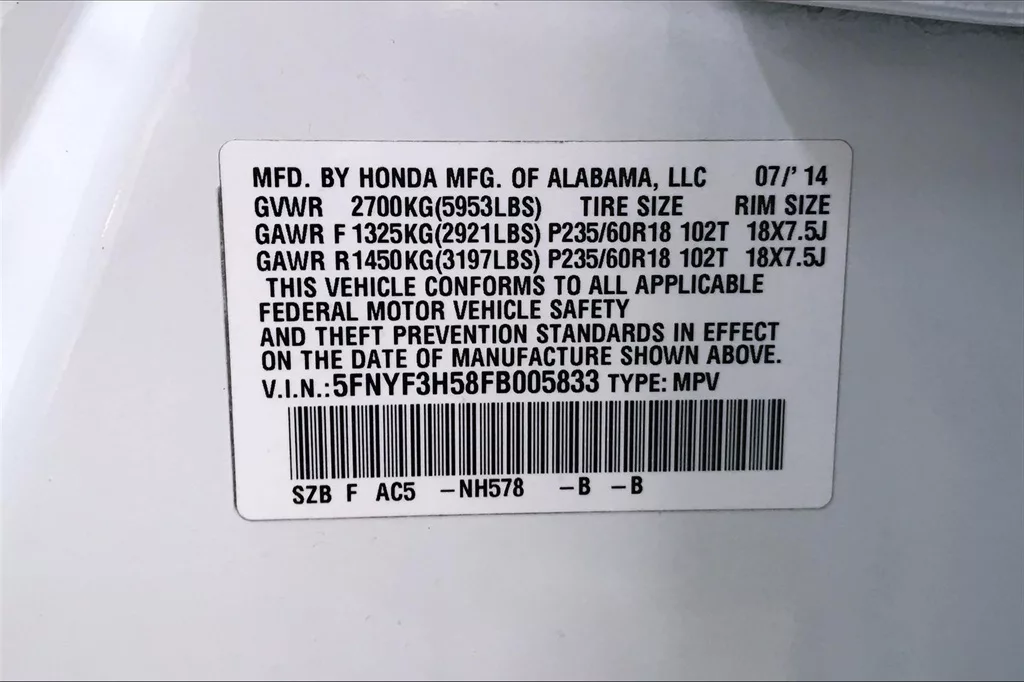 MFD. BY HONDA MFG. OF ALABAMA, LLC 07/' 14
GVWR 2700KG(5953LBS) TIRE SIZE RIM SIZE
GAWR F 1325KG(2921LBS) P235/60R18 102T 18X7.5J
GAWR R1450KG(3197LBS) P235/60R18 102T 18X7.5J
THIS VEHICLE CONFORMS TO ALL APPLICABLE
FEDERAL MOTOR VEHICLE SAFETY
AND THEFT PREVENTION STANDARDS IN EFFECT
ON THE DATE OF MANUFACTURE SHOWN ABOVE.
V.I.N.:5FNYF3H58FB005833 TYPE: MPV
SZB F AC5 -NH578 -B -B